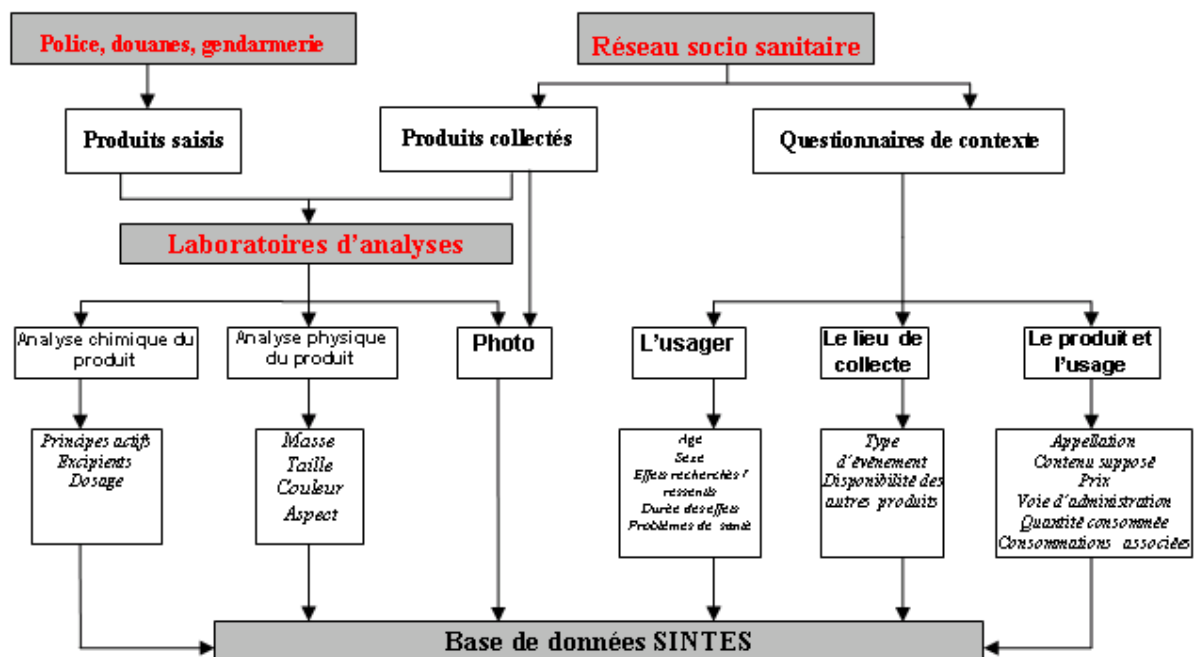 Police, douanes, gendarmerie
Réseau socio sanitaire
Produits saisis
Produits collectés
Questionnaires de contexte
Laboratoires d'analyses
Analyse chimique du
produit
Analyse physique
du produit
Photo
L'usager
Le lieu de
collecte
Le produit et
l'usage
Principes actifs
Excipients
Dosage
Masse
Taille
Couleur
Aspect
Age
Sexe
Effets recherchés /
ressentis
Durée des effets
Problèmes de santé
Type
d'évènement
Disponibilité des
autres produits
Appellation
Contenu supposé
Prix
Voie d'administration
Quantité consommée
Consommations associées
Base de données SINTES